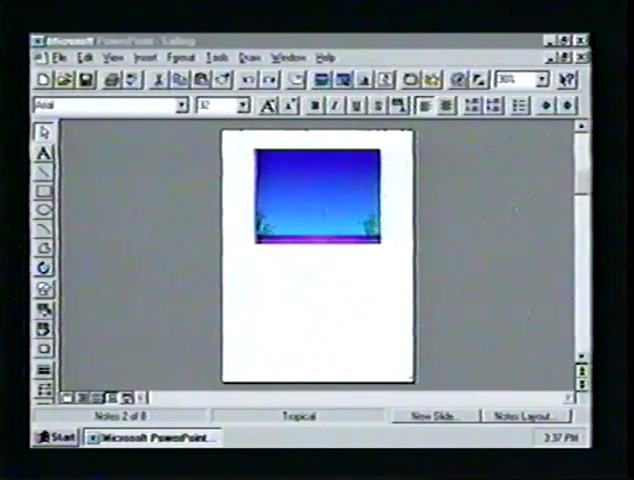 Microsoft PowerPoint - Sailing
File Edit View Insert Format Tools Draw Window Help
30%
Arial 32 A A B I U S
A
Notes 2 of 8 Tropical New Slide... Notes Layout...
Start Microsoft PowerPoint... 3:37 PM